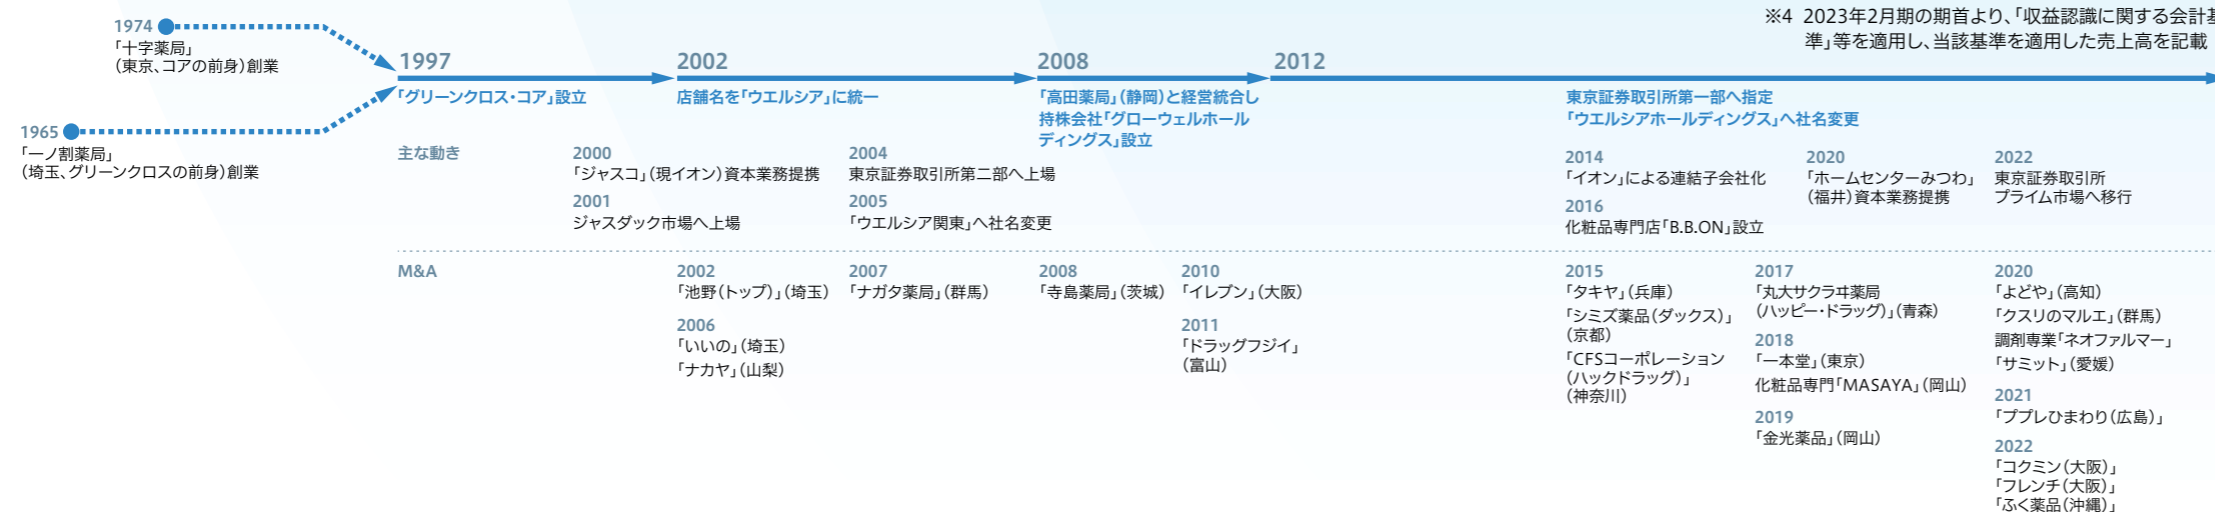 ※4 2023年2月期の期首より、「収益認識に関する会計基
準」等を適用し、当該基準を適用した売上高を記載
1974
「十字薬局」
（東京、コアの前身）創業
1965
「一ノ割薬局」
（埼玉、グリーンクロスの前身）創業
1997
「グリーンクロス・コア」設立
2002
店舗名を「ウエルシア」に統一
2008
「高田薬局」（静岡）と経営統合し
持株会社「グローウェルホール
ディングス」設立
2012
東京証券取引所第一部へ指定
「ウエルシアホールディングス」へ社名変更
主な動き
2000
「ジャスコ」（現イオン）資本業務提携
2001
ジャスダック市場へ上場
2004
東京証券取引所第二部へ上場
2005
「ウエルシア関東」へ社名変更
2014
「イオン」による連結子会社化
2016
化粧品専門店「B.B.ON」設立
2020
「ホームセンターみつわ」
（福井）資本業務提携
2022
東京証券取引所
プライム市場へ移行
M&A
2002
「池野（トップ）」（埼玉）
2006
「いいの」（埼玉）
「ナカヤ」（山梨）
2007
「ナガタ薬局」（群馬）
2008
「寺島薬局」（茨城）
2010
「イレブン」（大阪）
2011
「ドラッグフジイ」
（富山）
2015
「タキヤ」（兵庫）
「シミズ薬品（ダックス）」
（京都）
「CFSコーポレーション
（ハックドラッグ）」
（神奈川）
2017
「丸大サクラヰ薬局
（ハッピー・ドラッグ）」（青森）
2018
「一本堂」（東京）
化粧品専門「MASAYA」（岡山）
2019
「金光薬品」（岡山）
2020
「よどや」（高知）
「クスリのマルエ」（群馬）
調剤専業「ネオファルマー」
「サミット」（愛媛）
2021
「ププレひまわり（広島）」
2022
「コクミン（大阪）」
「フレンチ（大阪）」
「ふく薬品（沖縄）」